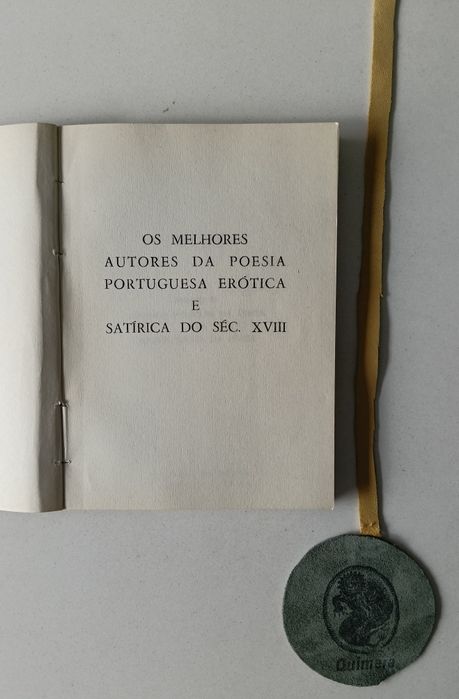 OS MELHORES
AUTORES DA POESIA
PORTUGUESA ERÓTICA
E
SATÍRICA DO SÉC. XVIII
Quimera